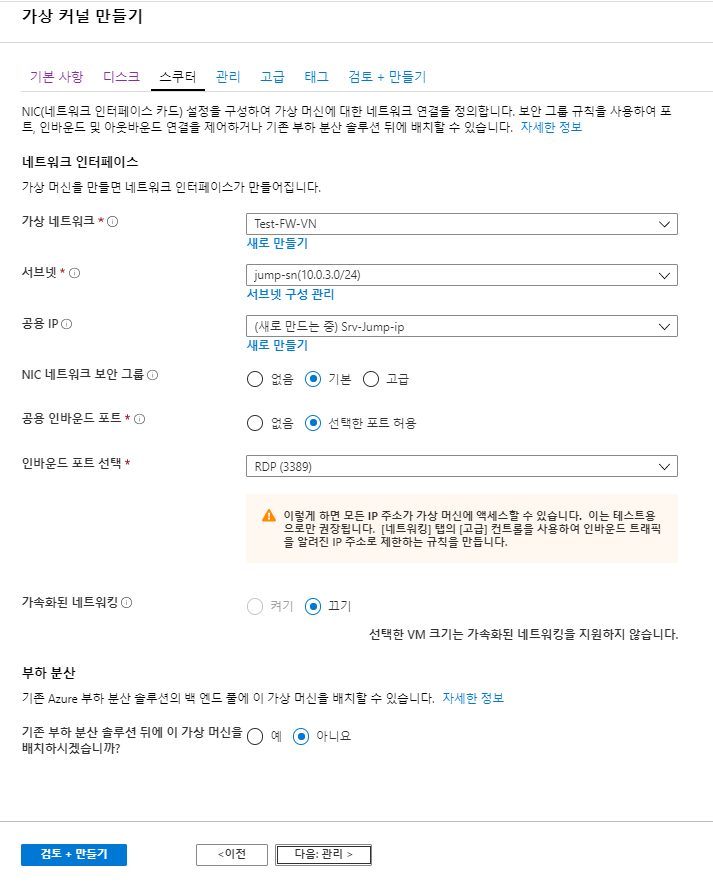 가상 커널 만들기
기본 사항 디스크 스쿠터 관리 고급 태그 검토 + 만들기
NIC(네트워크 인터페이스 카드) 설정을 구성하여 가상 머신에 대한 네트워크 연결을 정의합니다. 보안 그룹 규칙을 사용하여 포
트, 인바운드 및 아웃바운드 연결을 제어하거나 기존 부하 분산 솔루션 뒤에 배치할 수 있습니다. 자세한 정보
네트워크 인터페이스
가상 머신을 만들면 네트워크 인터페이스가 만들어집니다.
가상 네트워크 *
Test-FW-VN
새로 만들기
서브넷 *
jump-sn(10.0.3.0/24)
서브넷 구성 관리
공용 IP
(새로 만드는 중) Srv-Jump-ip
새로 만들기
NIC 네트워크 보안 그룹
없음 기본 고급
공용 인바운드 포트 *
없음 선택한 포트 허용
인바운드 포트 선택 *
RDP (3389)
이렇게 하면 모든 IP 주소가 가상 머신에 액세스할 수 있습니다. 이는 테스트용
으로만 권장됩니다. [네트워킹] 탭의 [고급] 컨트롤을 사용하여 인바운드 트래픽
을 알려진 IP 주소로 제한하는 규칙을 만듭니다.
가속화된 네트워킹
켜기 끄기
선택한 VM 크기는 가속화된 네트워킹을 지원하지 않습니다.
부하 분산
기존 Azure 부하 분산 솔루션의 백 엔드 풀에 이 가상 머신을 배치할 수 있습니다. 자세한 정보
기존 부하 분산 솔루션 뒤에 이 가상 머신을
배치하시겠습니까?
예 아니요
검토 + 만들기
<이전
다음: 관리 >